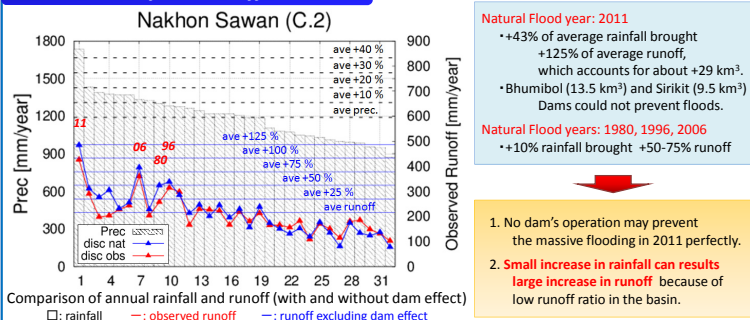 Nakhon Sawan (C.2)
1800
1500
1200
900
600
300
0
Prec [mm/year]
900
800
700
600
500
400
300
200
100
0
Observed Runoff [mm/year]
ave +40 %
ave +30 %
ave +20 %
ave +10 %
ave prec.
11
06
96
80
ave +125 %
ave +100 %
ave +75 %
ave +50 %
ave +25 %
ave runoff
Prec
disc nat
disc obs
1 4 7 10 13 16 19 22 25 28 31
Comparison of annual rainfall and runoff (with and without dam effect)
□: rainfall —: observed runoff —: runoff excluding dam effect
Natural Flood year: 2011
・+43% of average rainfall brought
+125% of average runoff,
which accounts for about +29 km³.
・Bhumibol (13.5 km³) and Sirikit (9.5 km³)
Dams could not prevent floods.
Natural Flood years: 1980, 1996, 2006
・+10% rainfall brought +50-75% runoff
1. No dam's operation may prevent
the massive flooding in 2011 perfectly.
2. Small increase in rainfall can results
large increase in runoff because of
low runoff ratio in the basin.